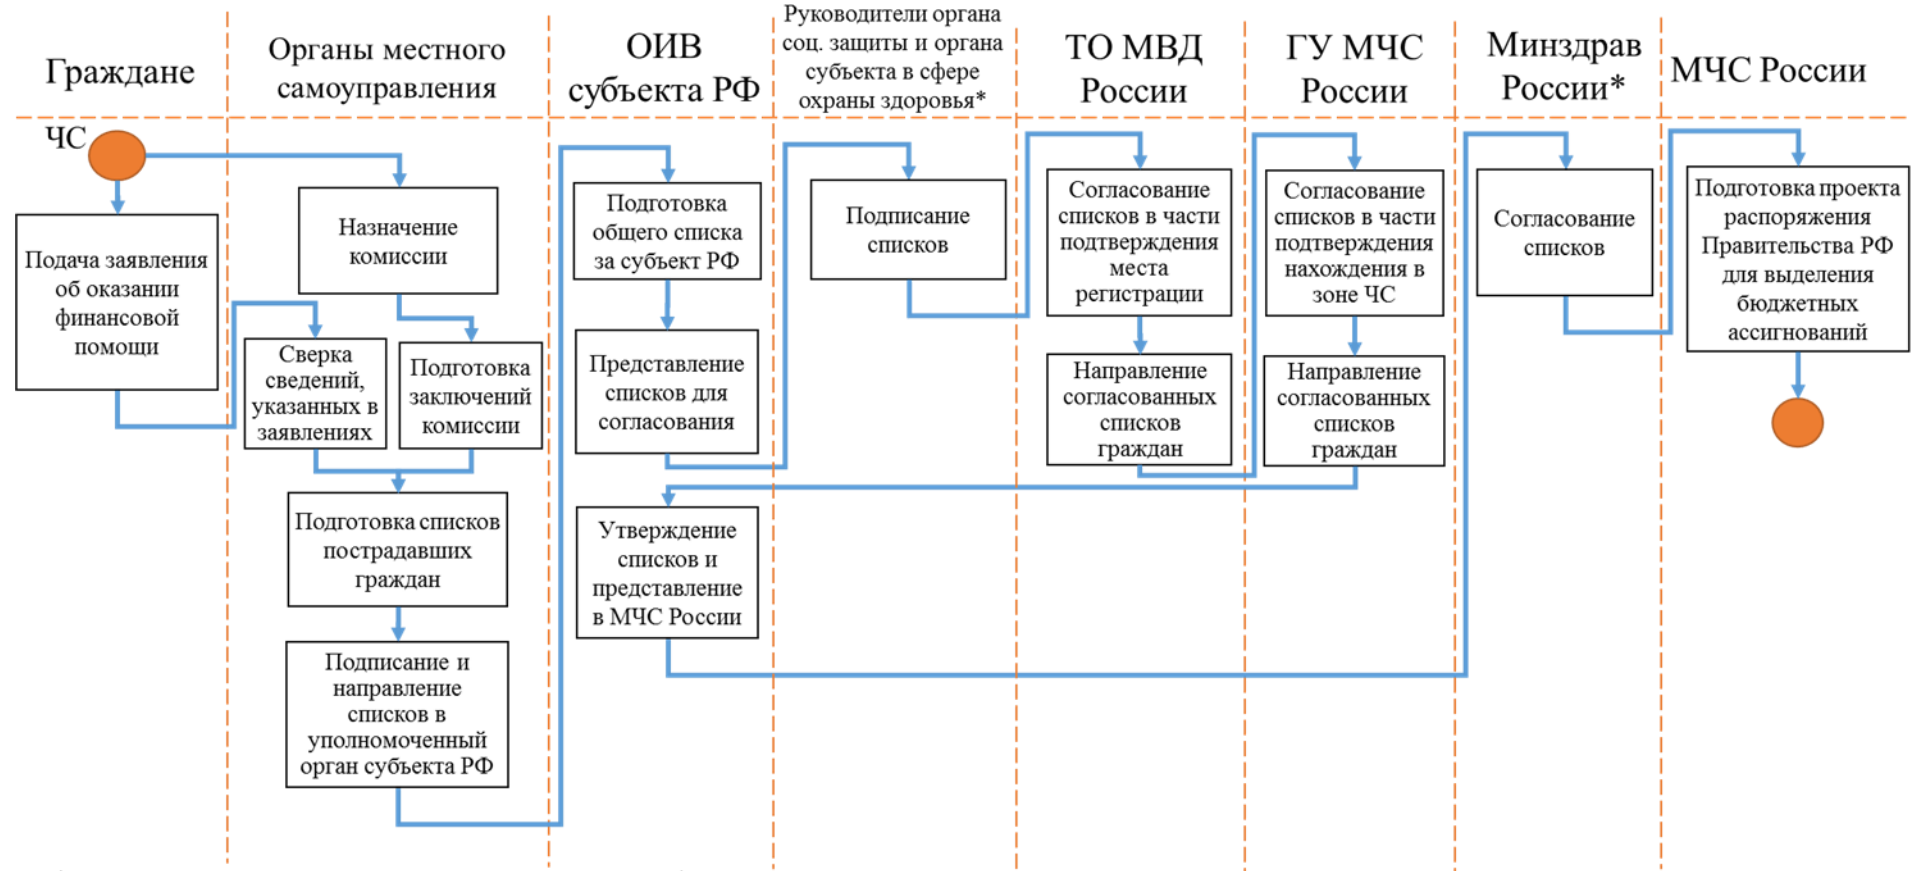 Граждане
Органы местного
самоуправления
ОИВ
субъекта РФ
Руководители органа
соц. защиты и органа
субъекта в сфере
охраны здоровья*
ТО МВД
России
ГУ МЧС
России
Минздрав
России*
МЧС России
ЧС
Подача заявления
об оказании
финансовой
помощи
Назначение
комиссии
Сверка
сведений,
указанных в
заявлениях
Подготовка
заключений
комиссии
Подготовка списков
пострадавших
граждан
Подписание и
направление
списков в
уполномоченный
орган субъекта РФ
Подготовка
общего списка
за субъект РФ
Представление
списков для
согласования
Утверждение
списков и
представление
в МЧС России
Подписание
списков
Согласование
списков в части
подтверждения
места
регистрации
Направление
согласованных
списков
граждан
Согласование
списков в части
подтверждения
нахождения в
зоне ЧС
Направление
согласованных
списков
граждан
Согласование
списков
Подготовка проекта
распоряжения
Правительства РФ
для выделения
бюджетных
ассигнований